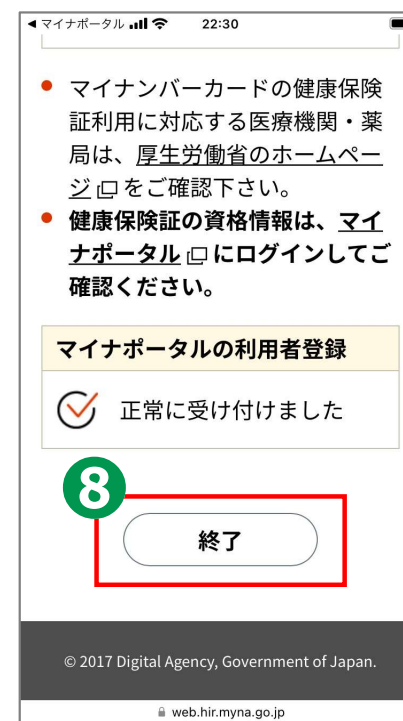 マイナポータル 22:30
マイナンバーカードの健康保険
証利用に対応する医療機関・薬
局は、厚生労働省のホームペー
ジをご確認下さい。
健康保険証の資格情報は、マイ
ナポータルにログインしてご
確認ください。
マイナポータルの利用者登録
正常に受け付けました
8
終了
© 2017 Digital Agency, Government of Japan.
web.hir.myna.go.jp